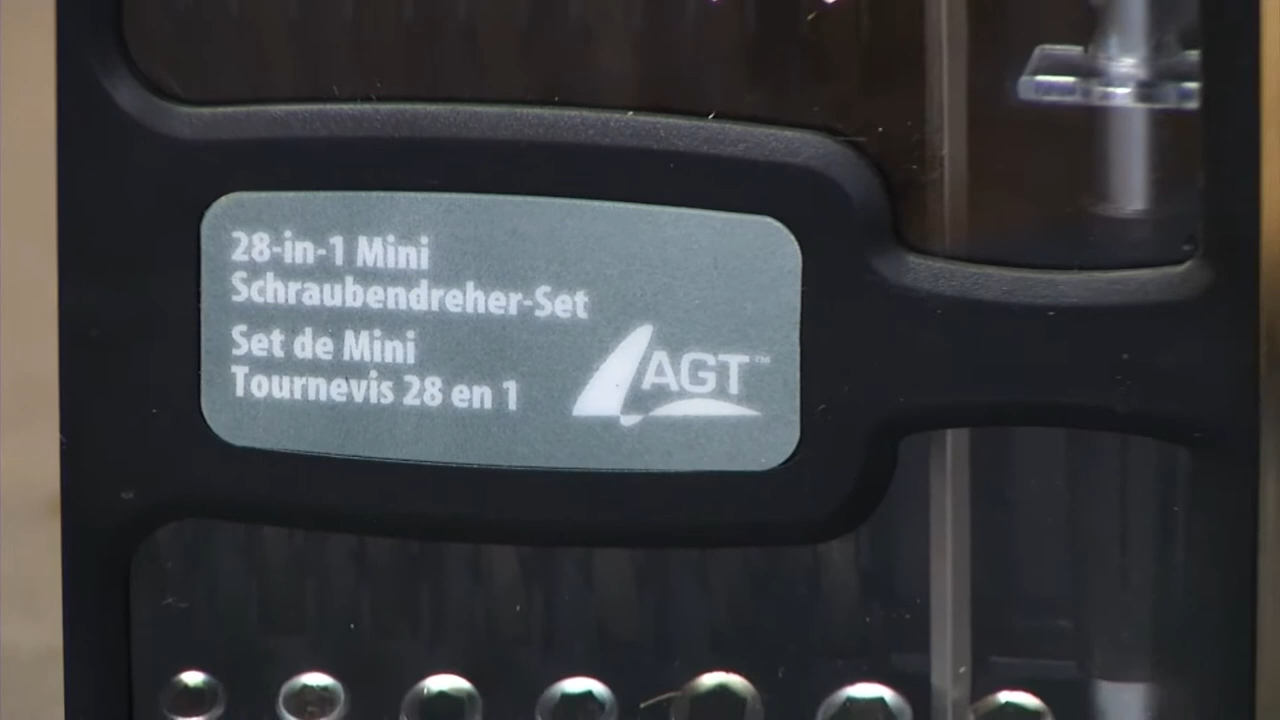 28-in-1 Mini
Schraubendreher-Set
Set de Mini
Tournevis 28 en 1
AGT™